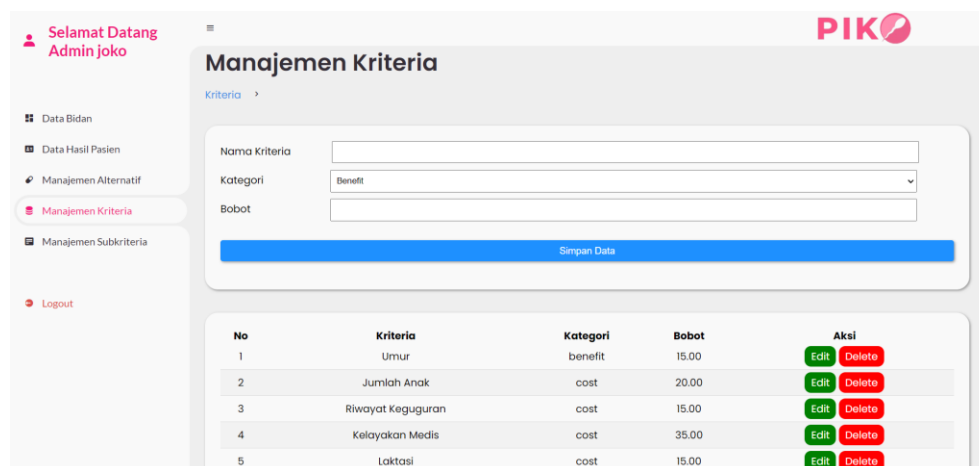 Selamat Datang
Admin joko
PIK
Manajemen Kriteria
Kriteria >
Data Bidan
Data Hasil Pasien
Manajemen Alternatif
Manajemen Kriteria
Manajemen Subkriteria
Logout
Nama Kriteria
Kategori Benefit
Bobot
Simpan Data
No Kriteria Kategori Bobot Aksi
1 Umur benefit 15.00 Edit Delete
2 Jumlah Anak cost 20.00 Edit Delete
3 Riwayat Keguguran cost 15.00 Edit Delete
4 Kelayakan Medis cost 35.00 Edit Delete
5 Laktasi cost 15.00 Edit Delete